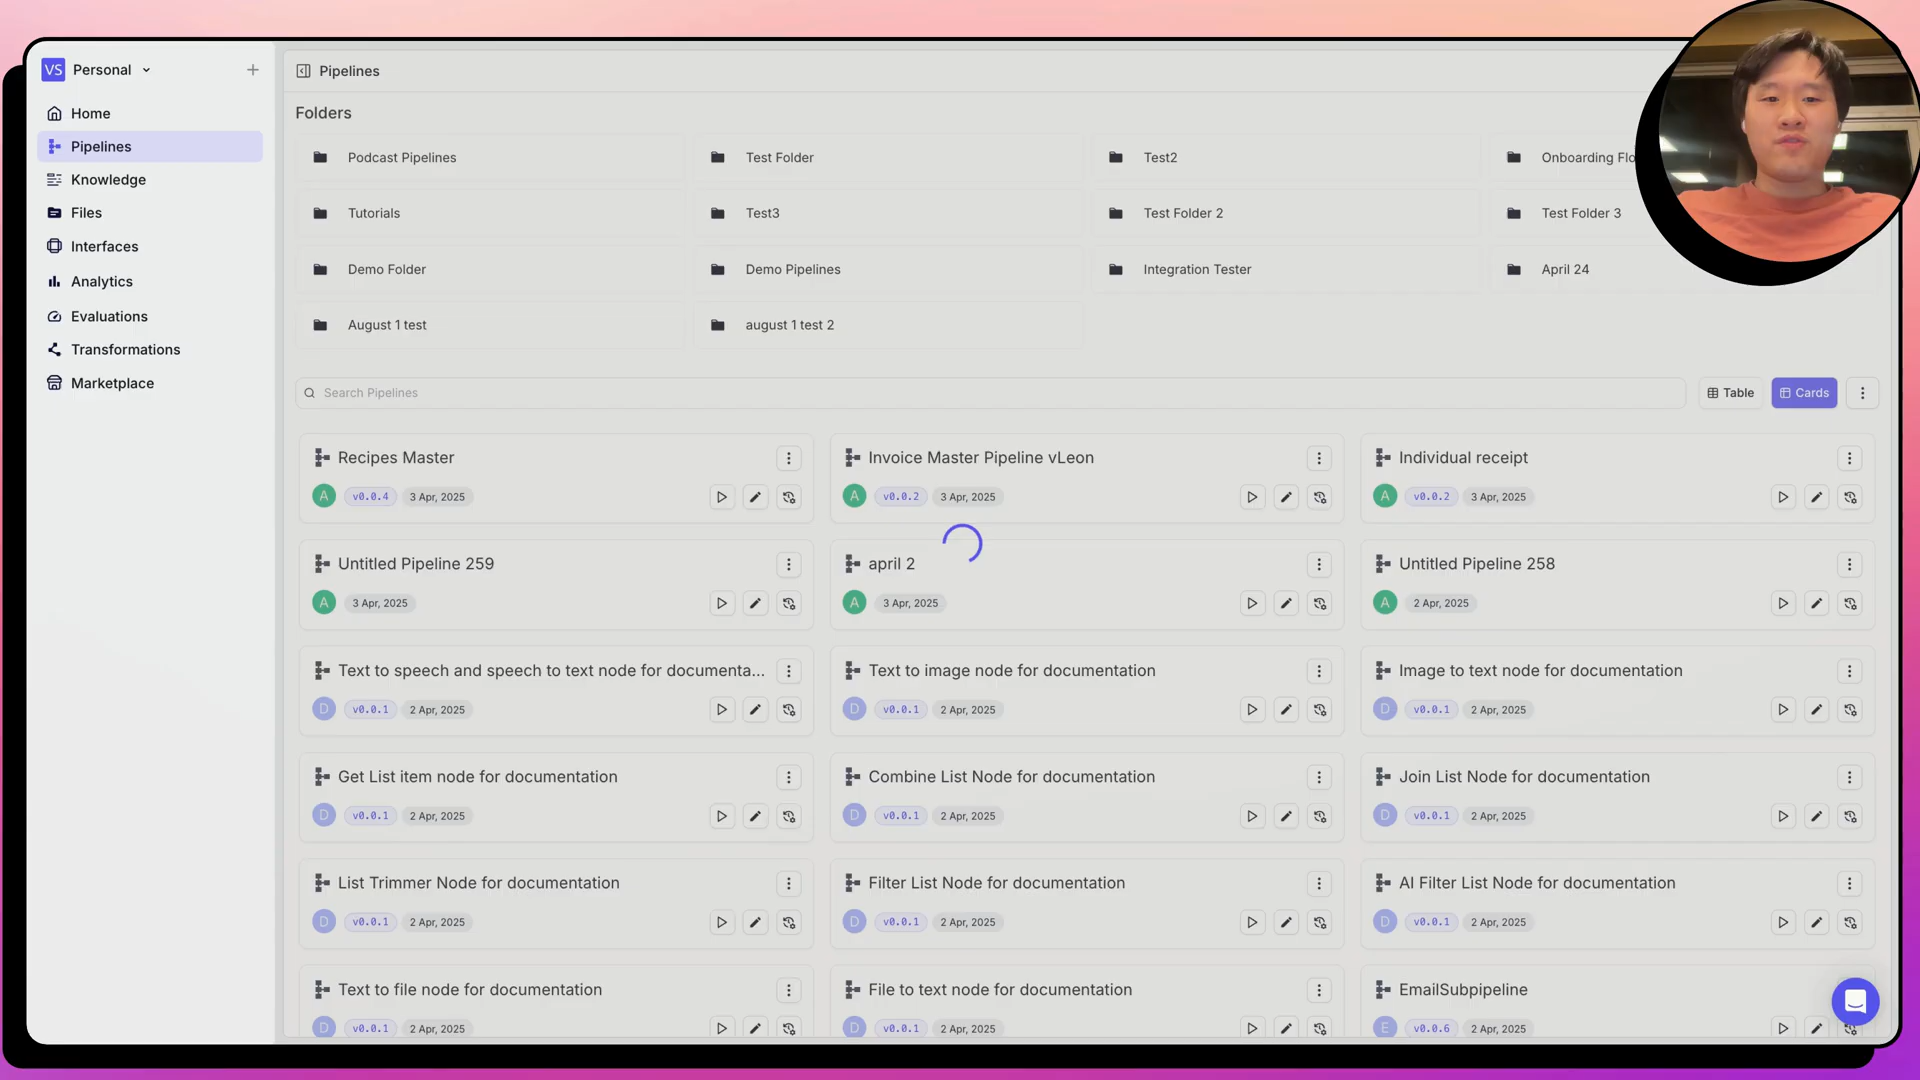 VS Personal
Home
Pipelines
Knowledge
Files
Interfaces
Analytics
Evaluations
Transformations
Marketplace
Pipelines
Folders
Podcast Pipelines
Test Folder
Test2
Onboarding Flo
Tutorials
Test3
Test Folder 2
Test Folder 3
Demo Folder
Demo Pipelines
Integration Tester
April 24
August 1 test
august 1 test 2
Search Pipelines
Table
Cards
Recipes Master
A v0.0.4 3 Apr, 2025
Invoice Master Pipeline vLeon
A v0.0.2 3 Apr, 2025
Individual receipt
A v0.0.2 3 Apr, 2025
Untitled Pipeline 259
A 3 Apr, 2025
april 2
A 3 Apr, 2025
Untitled Pipeline 258
A 2 Apr, 2025
Text to speech and speech to text node for documenta...
D v0.0.1 2 Apr, 2025
Text to image node for documentation
D v0.0.1 2 Apr, 2025
Image to text node for documentation
D v0.0.1 2 Apr, 2025
Get List item node for documentation
D v0.0.1 2 Apr, 2025
Combine List Node for documentation
D v0.0.1 2 Apr, 2025
Join List Node for documentation
D v0.0.1 2 Apr, 2025
List Trimmer Node for documentation
D v0.0.1 2 Apr, 2025
Filter List Node for documentation
D v0.0.1 2 Apr, 2025
AI Filter List Node for documentation
D v0.0.1 2 Apr, 2025
Text to file node for documentation
D v0.0.1 2 Apr, 2025
File to text node for documentation
D v0.0.1 2 Apr, 2025
EmailSubpipeline
E v0.0.6 2 Apr, 2025